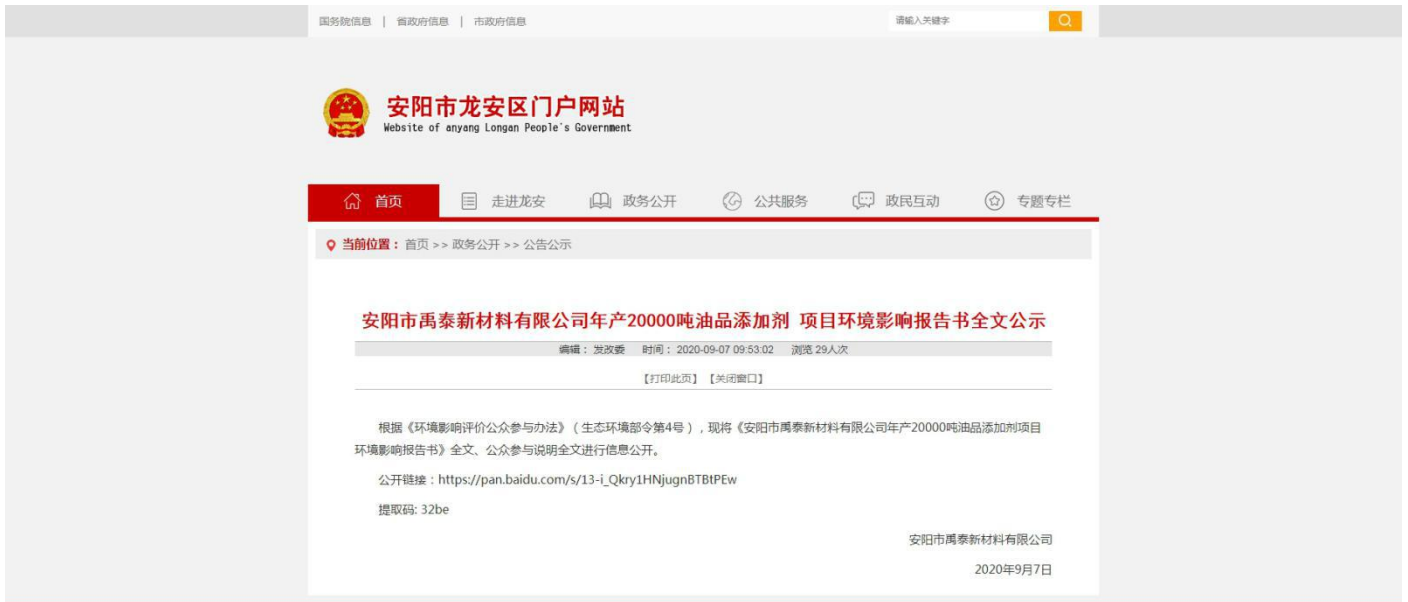 国务院信息 | 省政府信息 | 市政府信息
请输入关键字
安阳市龙安区门户网站
Website of anyang Longan People's Government
首页 走进龙安 政务公开 公共服务 政民互动 专题专栏
当前位置：首页 >> 政务公开 >> 公告公示
安阳市禹泰新材料有限公司年产20000吨油品添加剂 项目环境影响报告书全文公示
编辑：发改委 时间：2020-09-07 09:53:02 浏览 29人次
【打印此页】【关闭窗口】
根据《环境影响评价公众参与办法》（生态环境部令第4号），现将《安阳市禹泰新材料有限公司年产20000吨油品添加剂项目
环境影响报告书》全文、公众参与说明全文进行信息公开。
公开链接：https://pan.baidu.com/s/13-i_Qkry1HNjugnBTBtPEw
提取码: 32be
安阳市禹泰新材料有限公司
2020年9月7日